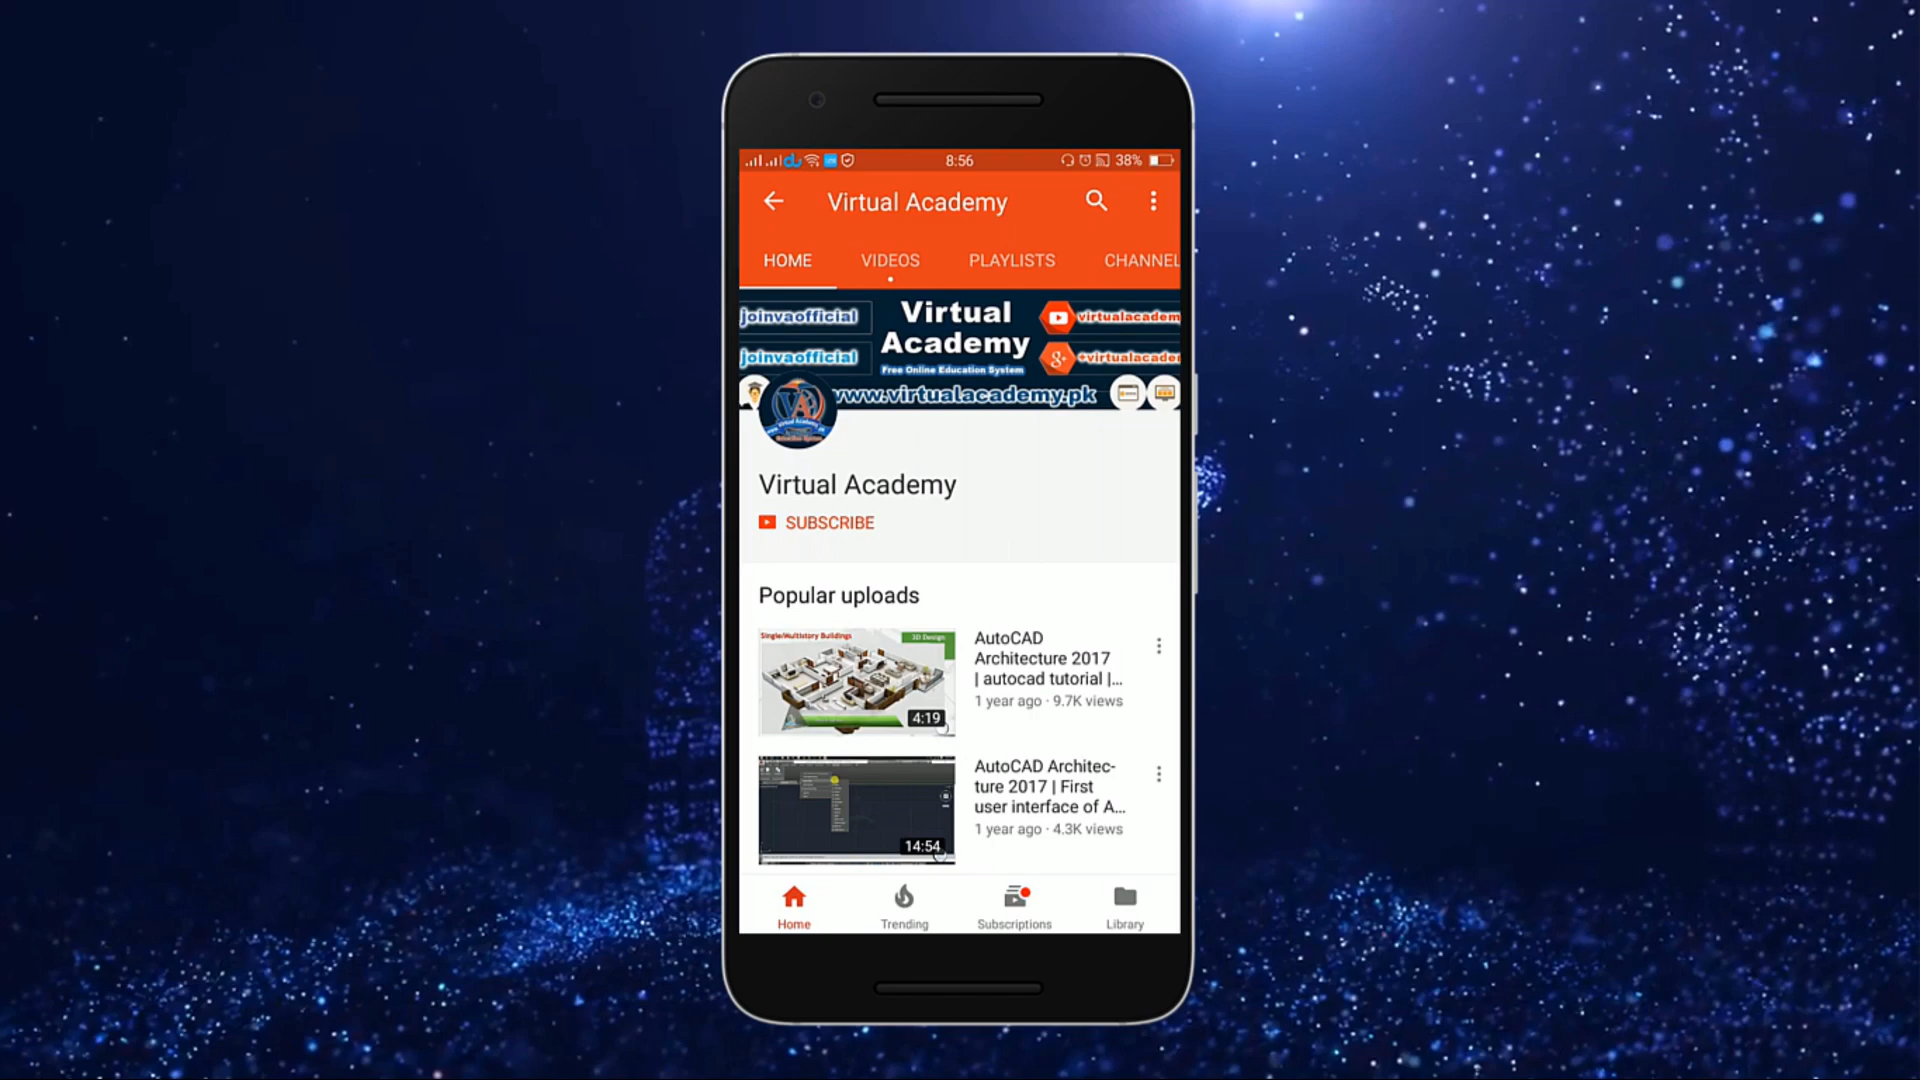 8:56
38%
Virtual Academy
HOME
VIDEOS
PLAYLISTS
CHANNEL
joinvaofficial
joinvaofficial
Virtual
Academy
Free Online Education System
virtualacadem
+virtualacade
www.virtualacademy.pk
Virtual Academy
SUBSCRIBE
Popular uploads
Single/Multistory Buildings
3D Design
4:19
AutoCAD
Architecture 2017
| autocad tutorial |...
1 year ago · 9.7K views
14:54
AutoCAD Architec-
ture 2017 | First
user interface of A...
1 year ago · 4.3K views
Home
Trending
Subscriptions
Library